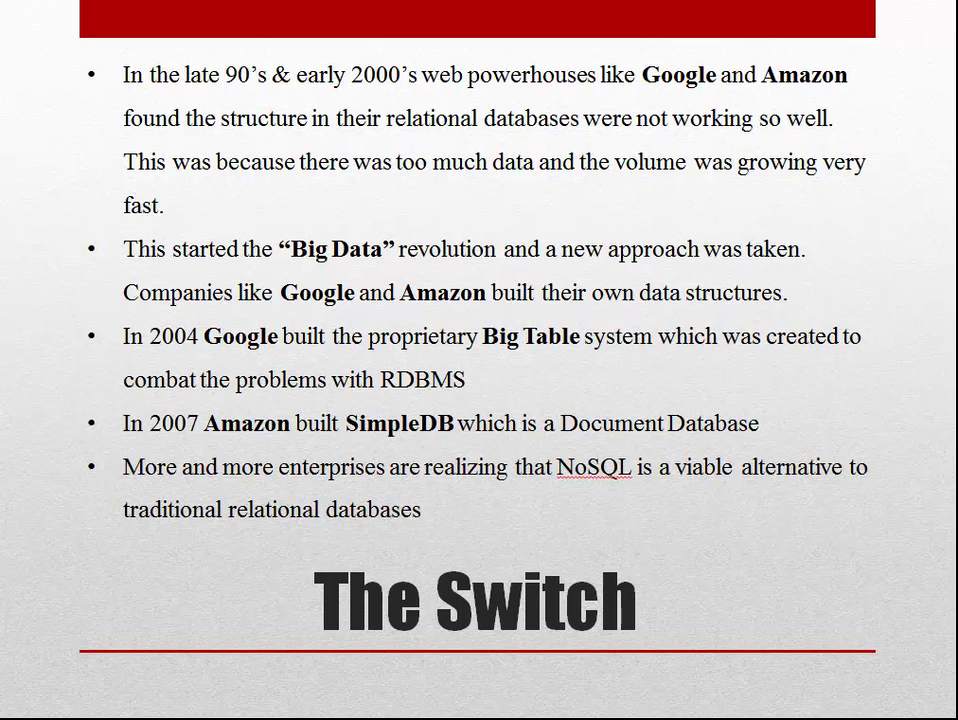 • In the late 90's & early 2000's web powerhouses like Google and Amazon
found the structure in their relational databases were not working so well.
This was because there was too much data and the volume was growing very
fast.
• This started the “Big Data” revolution and a new approach was taken.
Companies like Google and Amazon built their own data structures.
• In 2004 Google built the proprietary Big Table system which was created to
combat the problems with RDBMS
• In 2007 Amazon built SimpleDB which is a Document Database
• More and more enterprises are realizing that NoSQL is a viable alternative to
traditional relational databases
The Switch